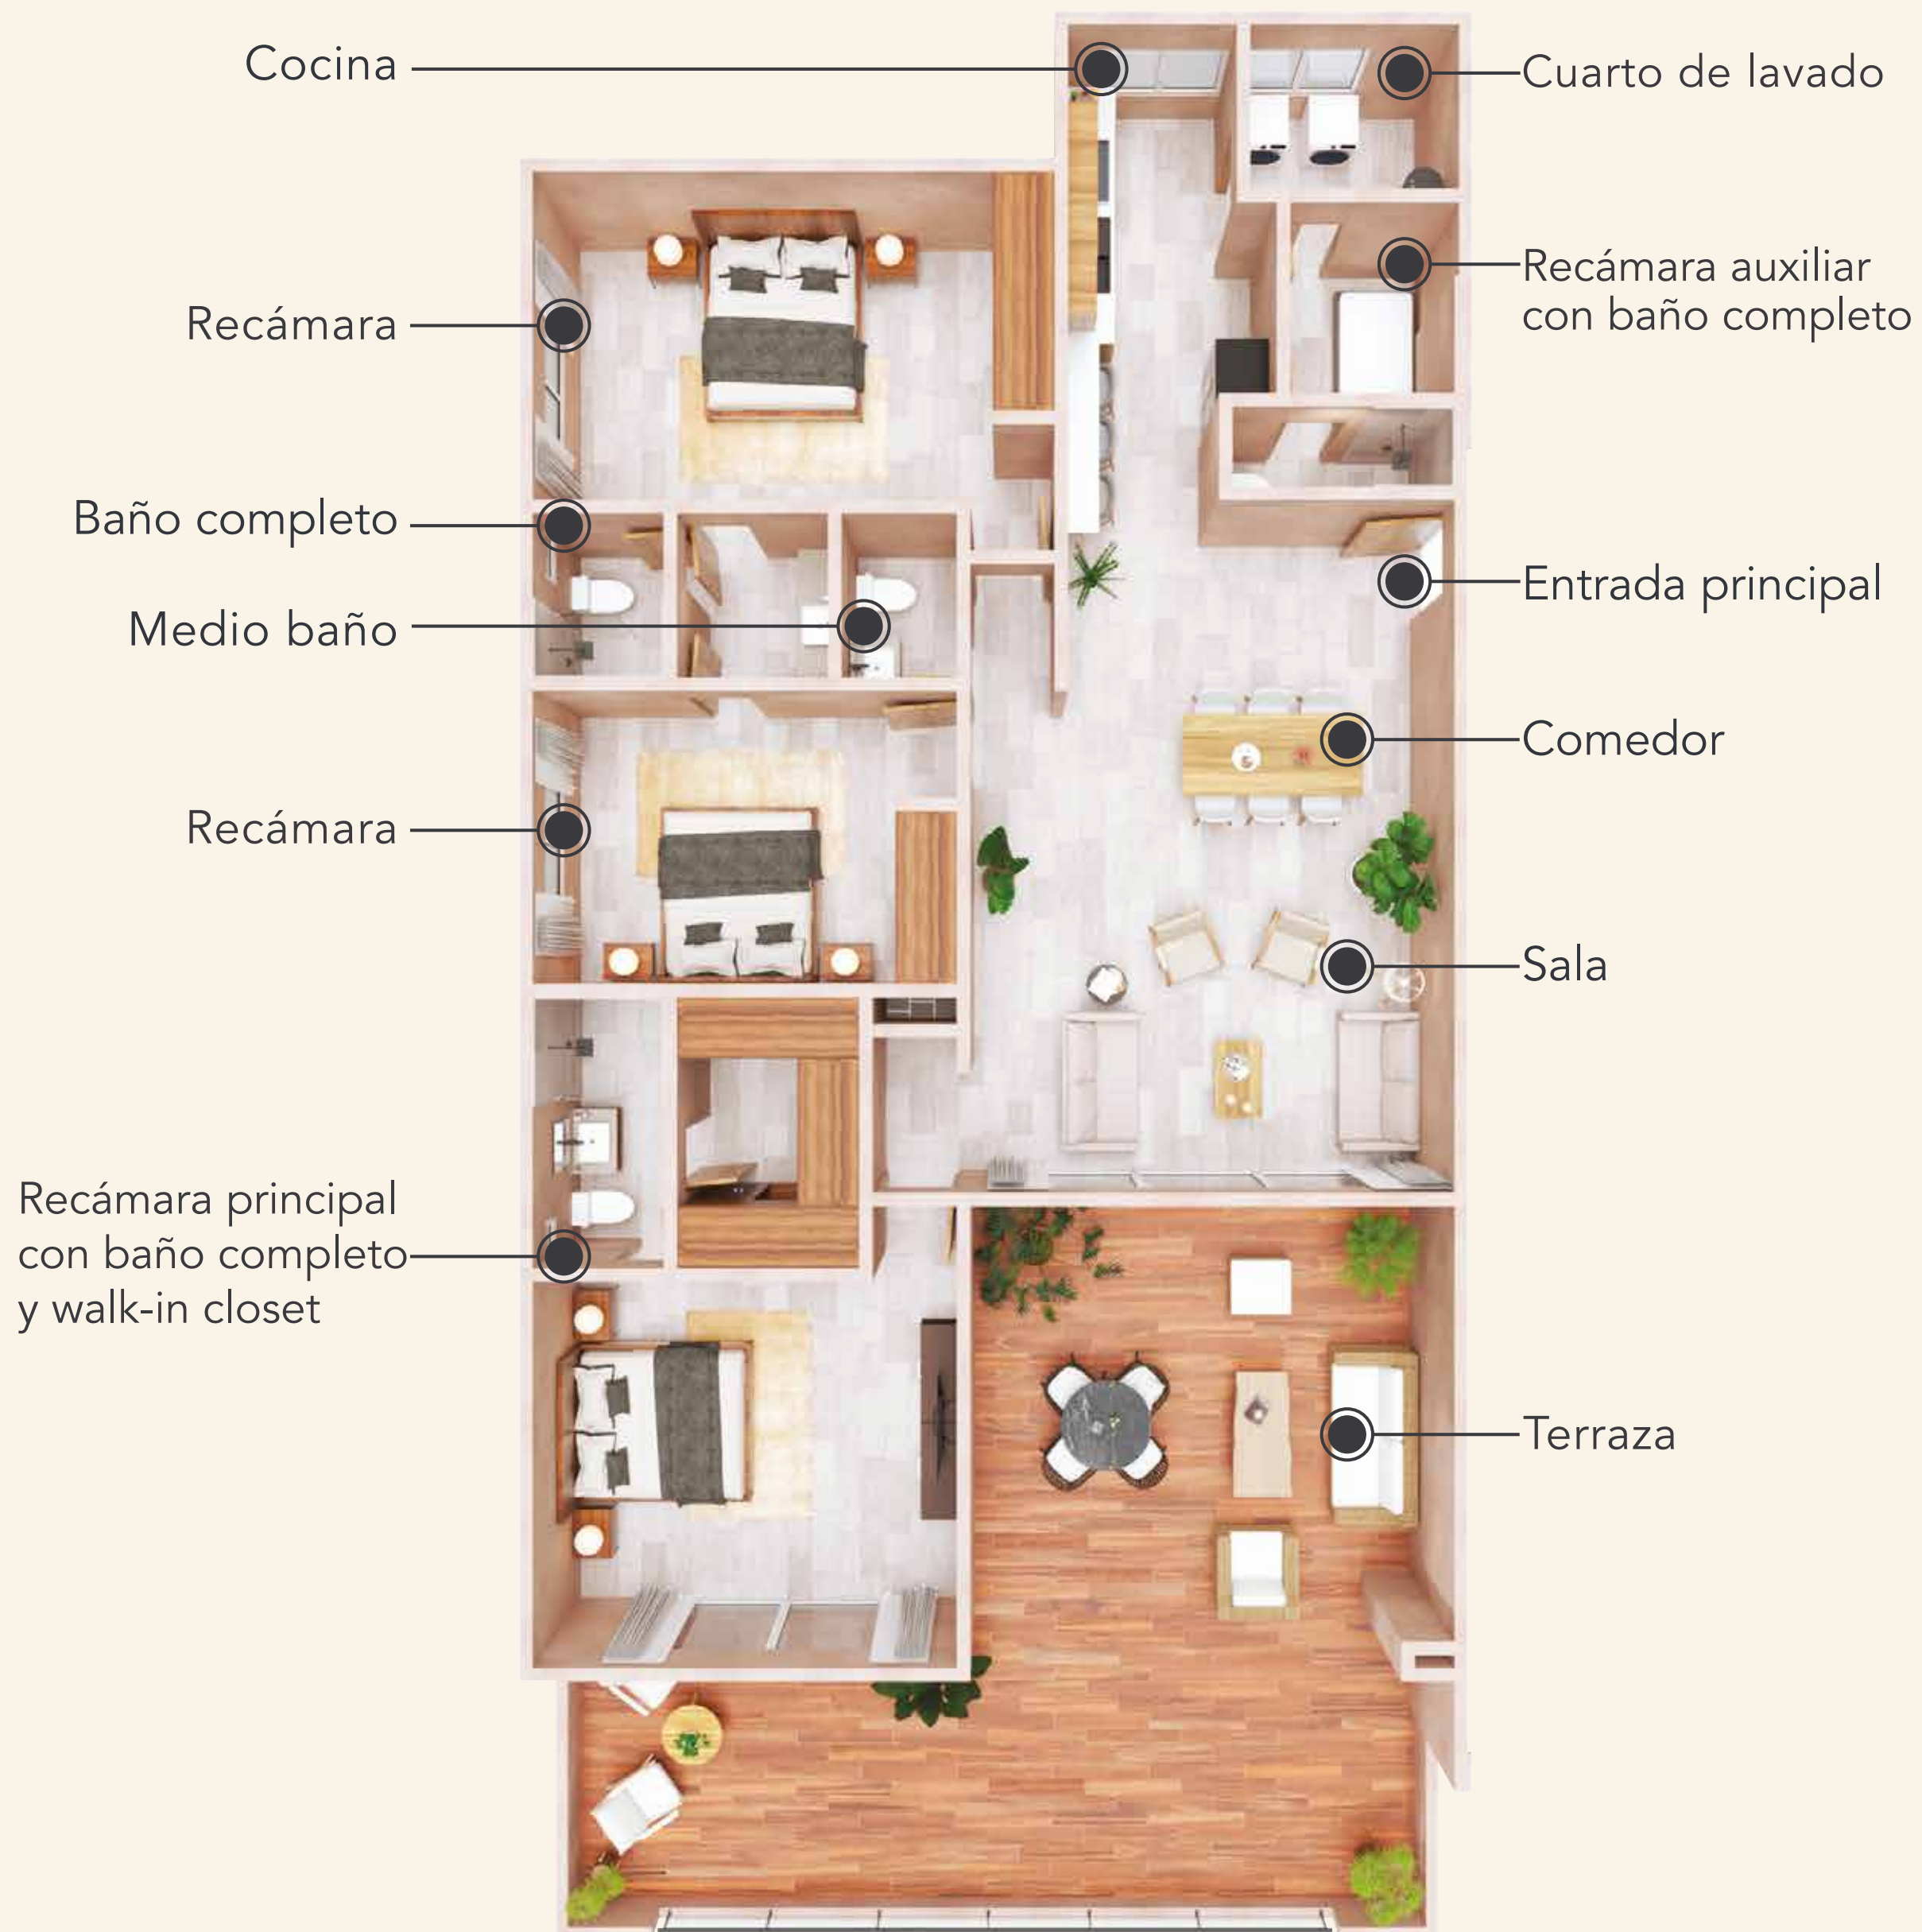 Cocina
Cuarto de lavado
Recámara
Recámara auxiliar
con baño completo
Baño completo
Medio baño
Entrada principal
Comedor
Recámara
Sala
Recámara principal
con baño completo
y walk-in closet
Terraza